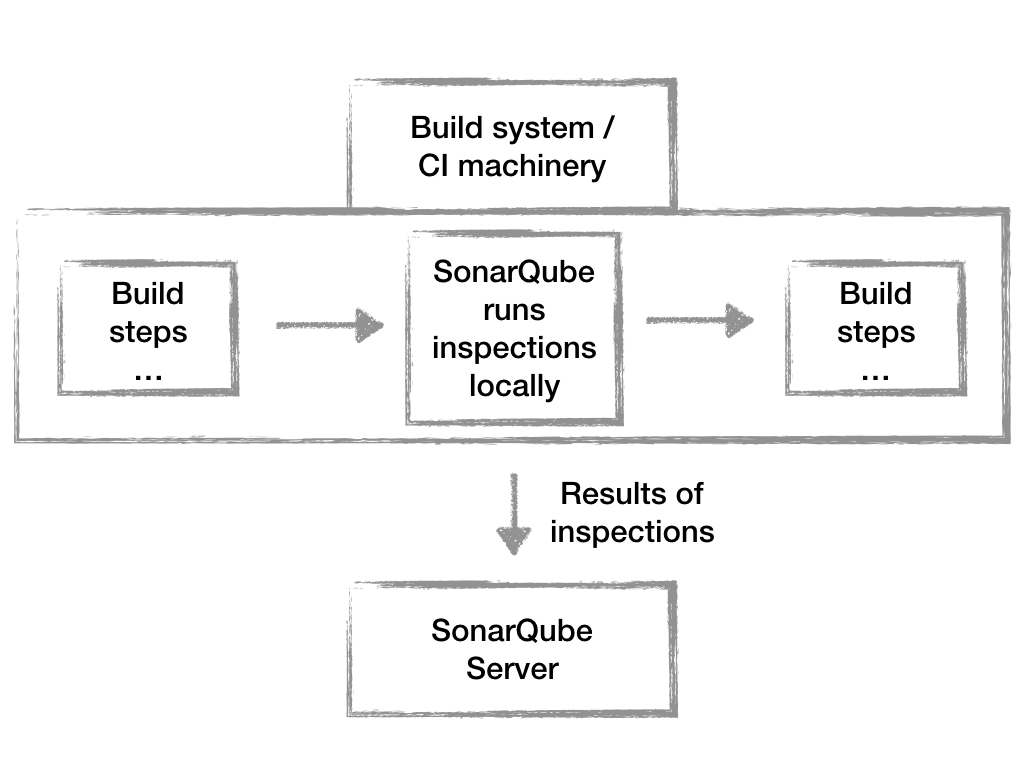 Build system /
CI machinery
Build
steps
...
SonarQube
runs
inspections
locally
Build
steps
...
Results of
inspections
SonarQube
Server